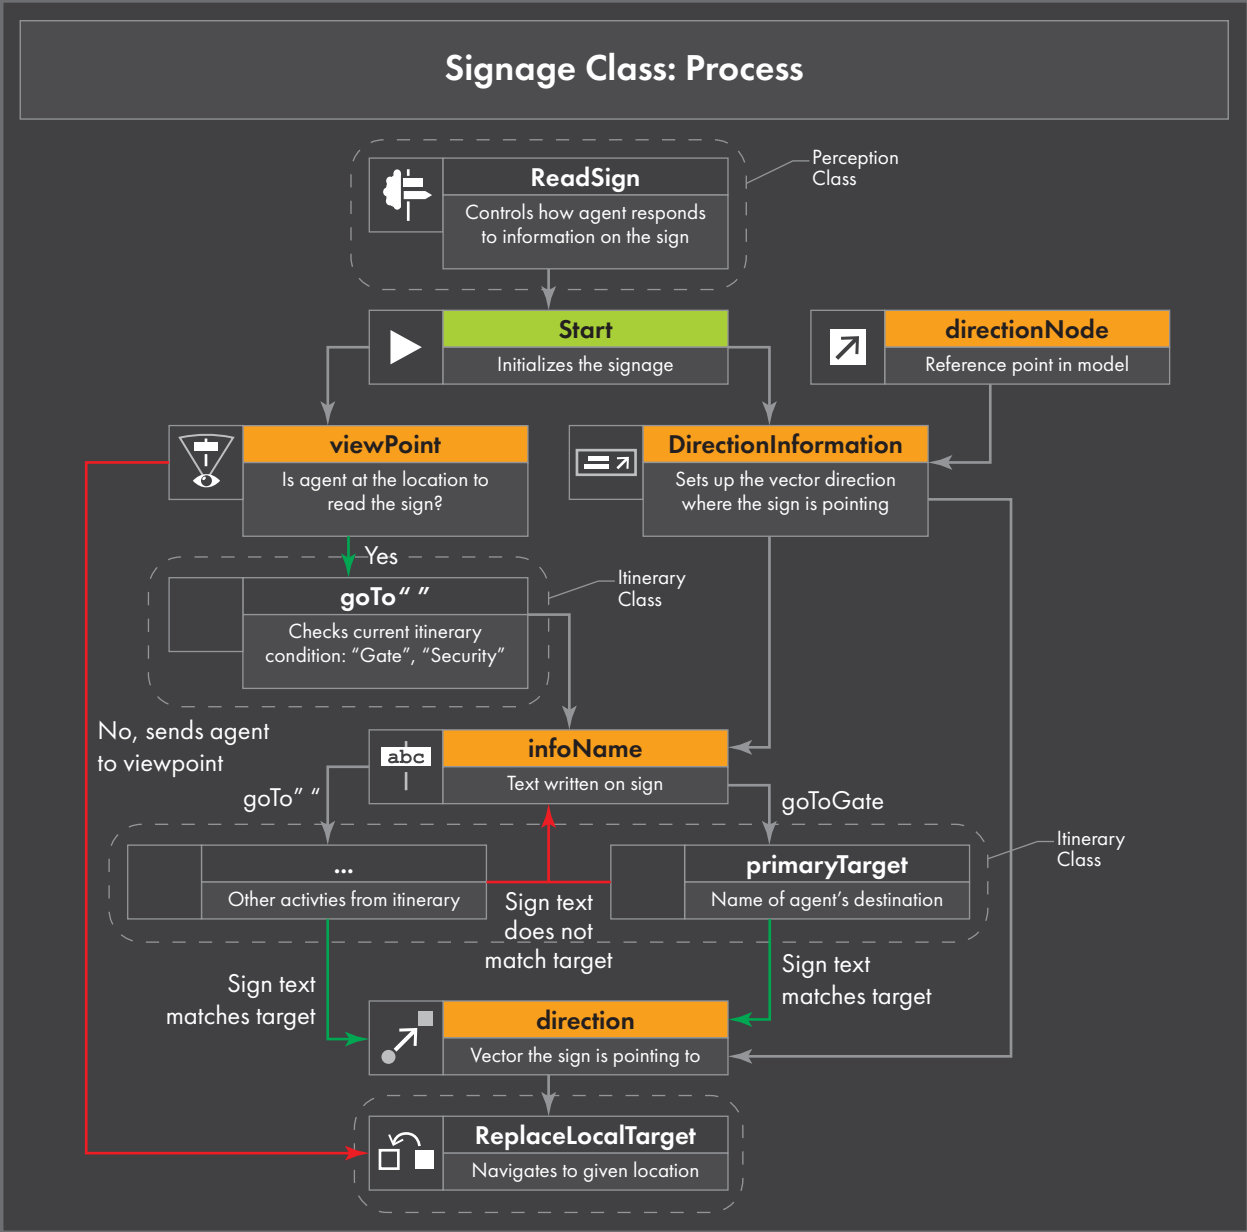 Signage Class: Process
ReadSign
Controls how agent responds
to information on the sign
Perception
Class
Start
Initializes the signage
directionNode
Reference point in model
viewPoint
Is agent at the location to
read the sign?
DirectionInformation
Sets up the vector direction
where the sign is pointing
Yes
goTo“ ”
Checks current itinerary
condition: “Gate”, “Security”
Itinerary
Class
No, sends agent
to viewpoint
abc
infoName
Text written on sign
goTo” “
goToGate
...
Other activties from itinerary
primaryTarget
Name of agent’s destination
Itinerary
Class
Sign text
does not
match target
Sign text
matches target
Sign text
matches target
direction
Vector the sign is pointing to
ReplaceLocalTarget
Navigates to given location